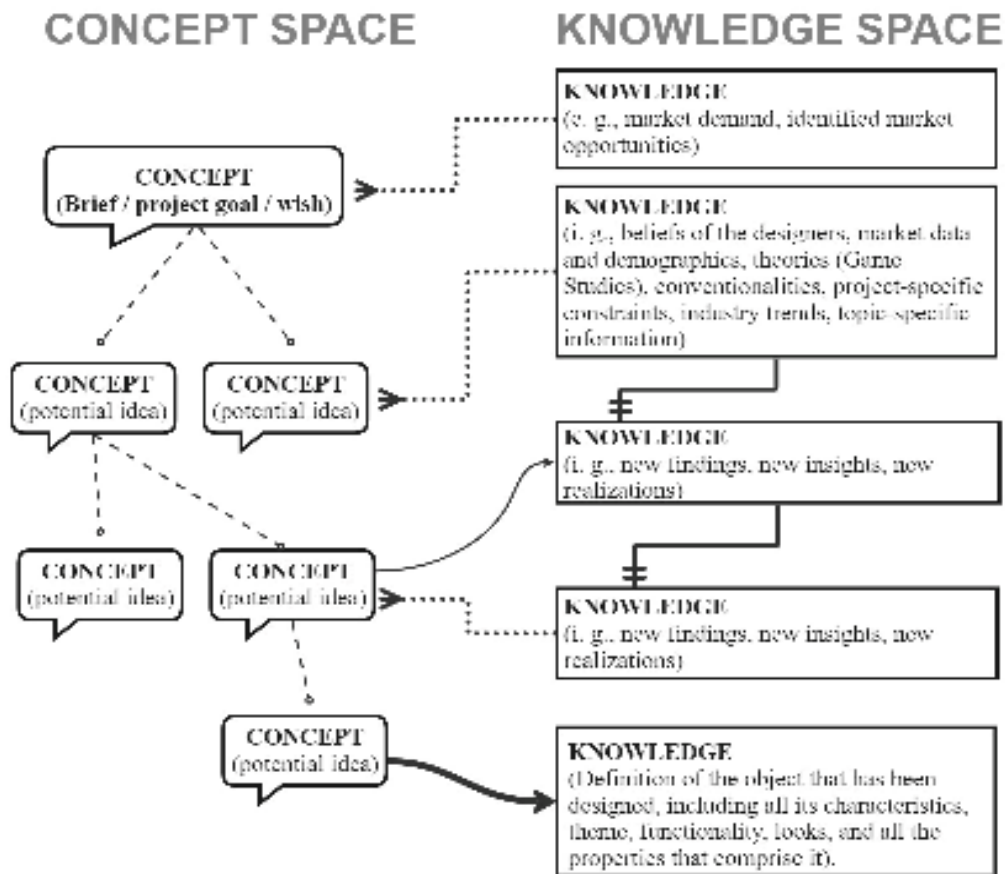 CONCEPT SPACE
KNOWLEDGE SPACE
KNOWLEDGE
(e. g., market demand, identified market
opportunities)
CONCEPT
(Brief / project goal / wish)
KNOWLEDGE
(i. g., beliefs of the designers, market data
and demographics, theories (Game
Studies), conventionalities, project-specific
constraints, industry trends, topic-specific
information)
CONCEPT
(potential idea)
CONCEPT
(potential idea)
KNOWLEDGE
(i. g., new findings, new insights, new
realizations)
CONCEPT
(potential idea)
CONCEPT
(potential idea)
KNOWLEDGE
(i. g., new findings, new insights, new
realizations)
CONCEPT
(potential idea)
KNOWLEDGE
(Definition of the object that has been
designed, including all its characteristics,
theme, functionality, looks, and all the
properties that comprise it).